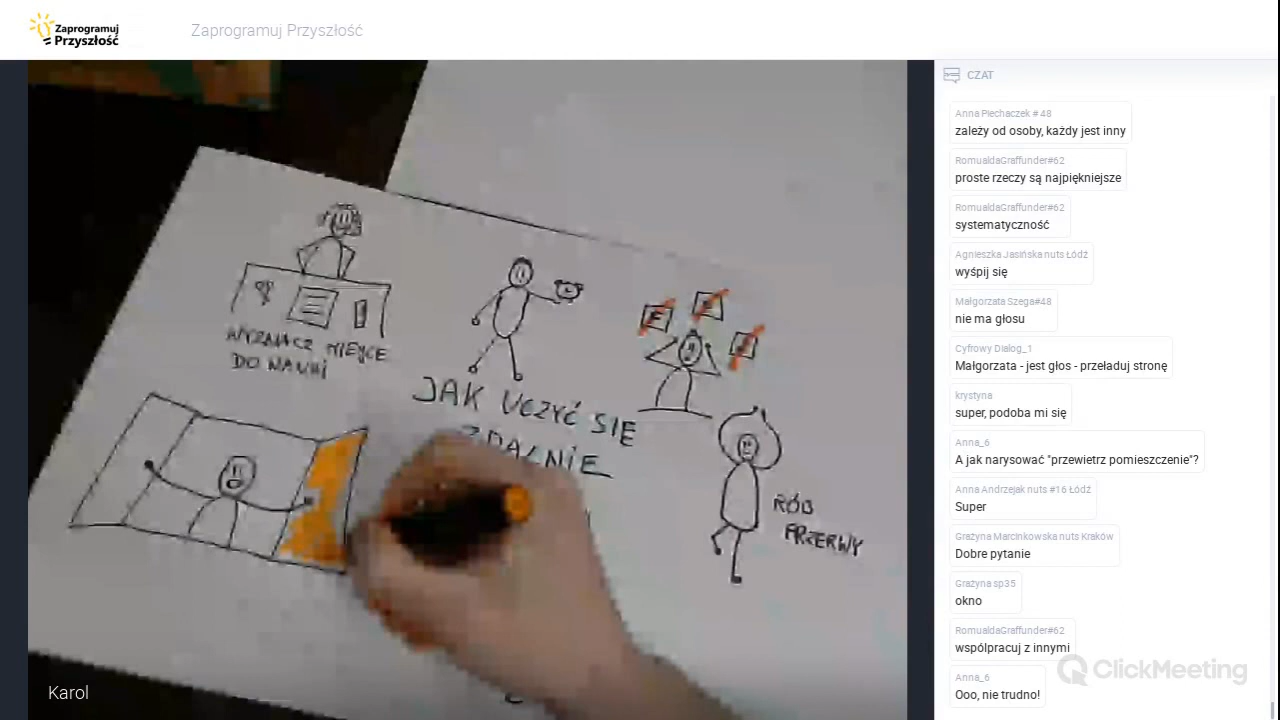 Zaprogramuj
Przyszłość
Zaprogramuj Przyszłość
WYZNACZ MIEJCE
DO NAUKI
JAK UCZYĆ SIĘ
ZDALNIE
RÓB
PRZERWY
Karol
CZAT
Anna Piechaczek # 48
zależy od osoby, każdy jest inny
RomualdaGraffunder#62
proste rzeczy są najpiękniejsze
RomualdaGraffunder#62
systematyczność
Agnieszka Jasińska nuts Łódź
wyśpij się
Małgorzata Szega#48
nie ma głosu
Cyfrowy Dialog_1
Małgorzata - jest głos - przeładuj stronę
krystyna
super, podoba mi się
Anna_6
A jak narysować "przewietrz pomieszczenie"?
Anna Andrzejak nuts #16 Łódź
Super
Grażyna Marcinkowska nuts Kraków
Dobre pytanie
Grażyna sp35
okno
RomualdaGraffunder#62
wspólpracuj z innymi
Anna_6
Ooo, nie trudno!
ClickMeeting